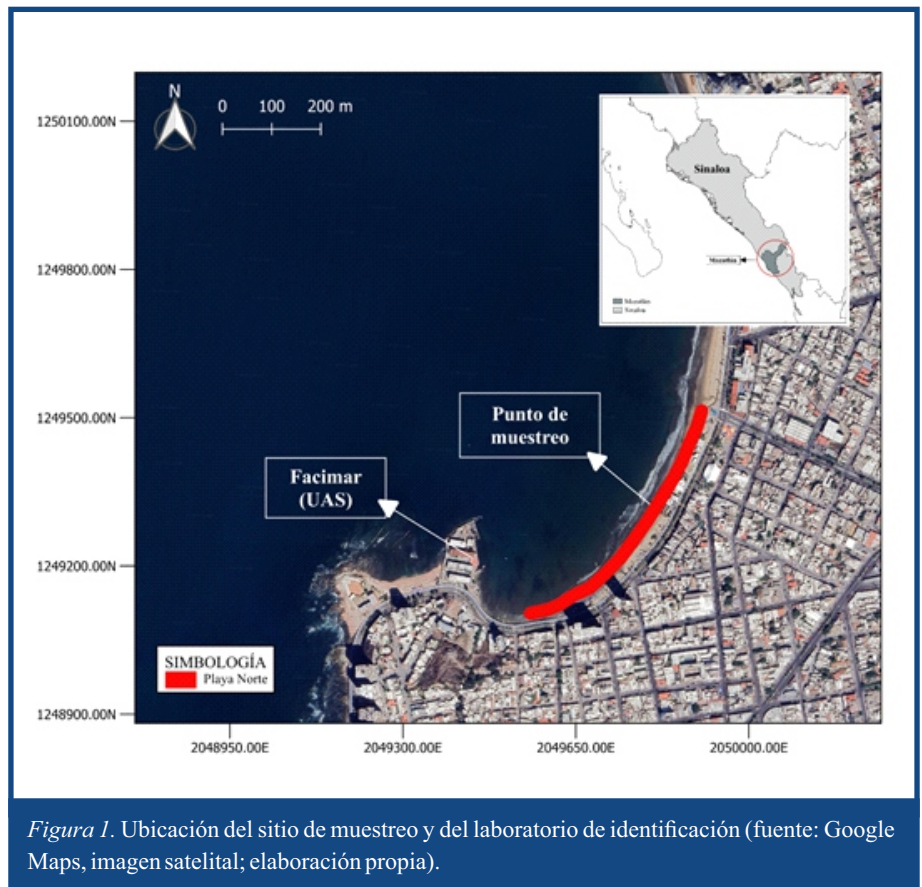 N
0 100 200 m
1250100.00N
1249800.00N
1249500.00N
1249200.00N
1248900.00N
Sinaloa
Mazatlán
Mazatlán
Sinaloa
Punto de
muestreo
Facimar
(UAS)
SIMBOLOGÍA
Playa Norte
2048950.00E 2049300.00E 2049650.00E 2050000.00E
Figura 1. Ubicación del sitio de muestreo y del laboratorio de identificación (fuente: Google
Maps, imagen satelital; elaboración propia).